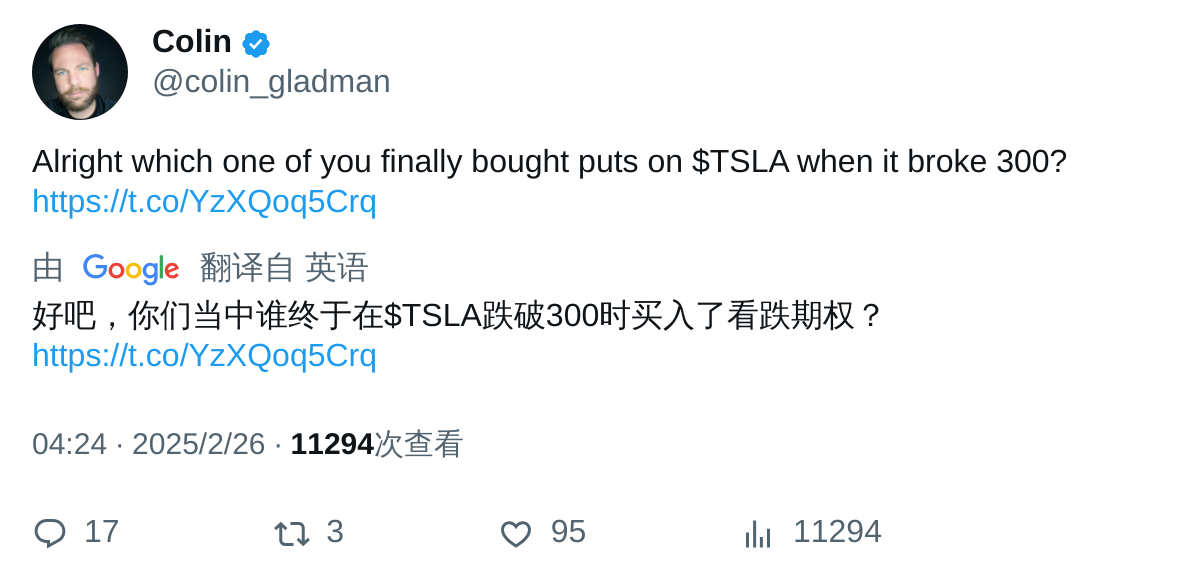 Colin
@colin_gladman
Alright which one of you finally bought puts on $TSLA when it broke 300?
https://t.co/YzXQoq5Crq
由 Google 翻译自 英语
好吧，你们当中谁终于在$TSLA跌破300时买入了看跌期权？
https://t.co/YzXQoq5Crq
04:24 · 2025/2/26 · 11294次查看
17 3 95 11294